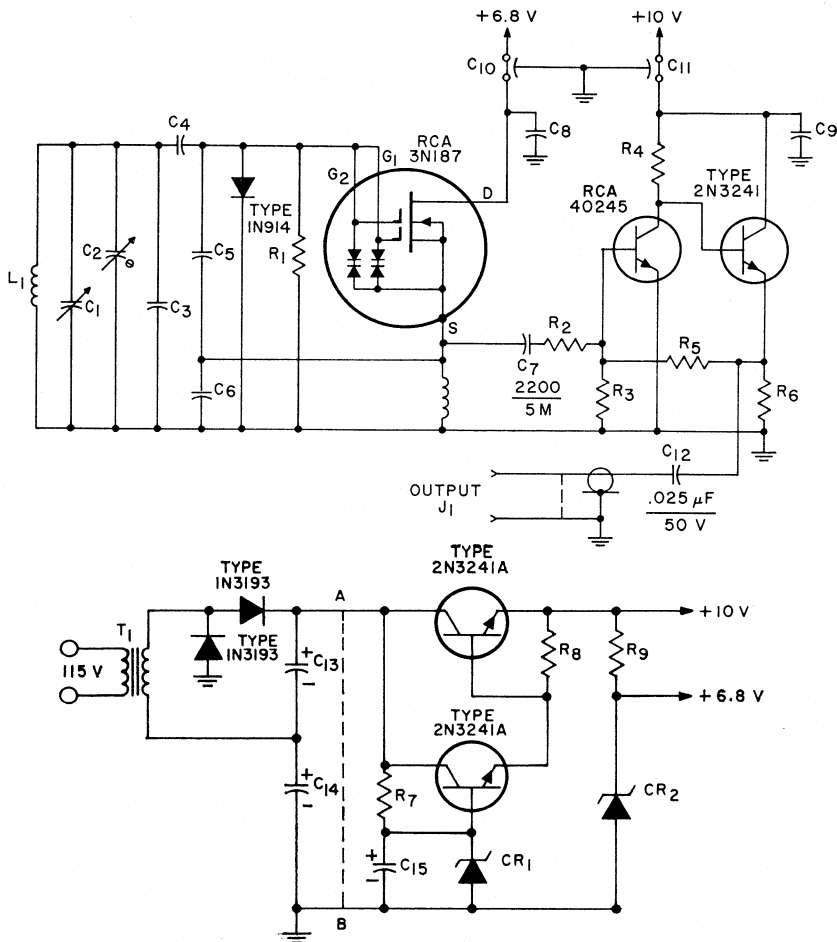 +6.8 V
+10 V
C10
C11
C4
C8
C9
RCA
3N187
G1
G2
D
S
R4
TYPE
2N3241
RCA
40245
TYPE
1N914
L1
C1
C2
C3
C5
C6
R1
C7
2200
5 M
R2
R3
R5
R6
C12
.025 µF
50 V
OUTPUT
J1
TYPE
1N3193
TYPE
1N3193
T1
115 V
A
B
+ C13 −
+ C14 −
TYPE
2N3241A
+10 V
R8
R9
+ 6.8 V
TYPE
2N3241A
R7
+ C15 −
CR1
CR2